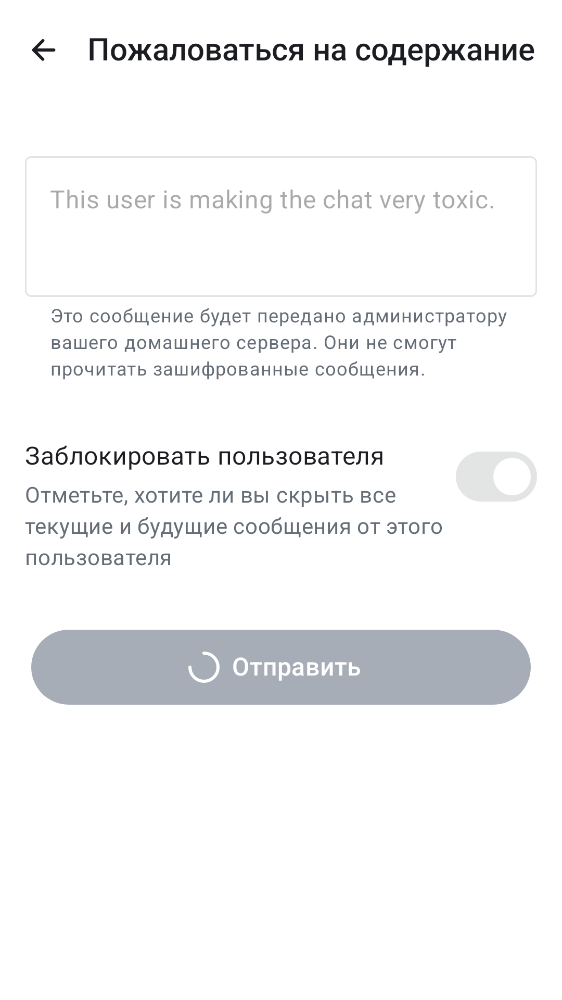 Пожаловаться на содержание
This user is making the chat very toxic.
Это сообщение будет передано администратору
вашего домашнего сервера. Они не смогут
прочитать зашифрованные сообщения.
Заблокировать пользователя
Отметьте, хотите ли вы скрыть все
текущие и будущие сообщения от этого
пользователя
Отправить